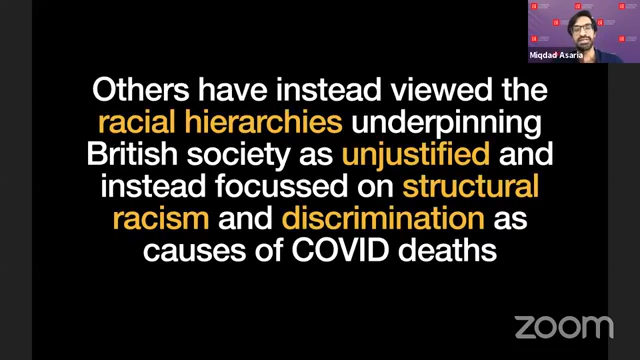 Miqdad Asaria
Others have instead viewed the
racial hierarchies underpinning
British society as unjustified and
instead focussed on structural
racism and discrimination as
causes of COVID deaths
zoom